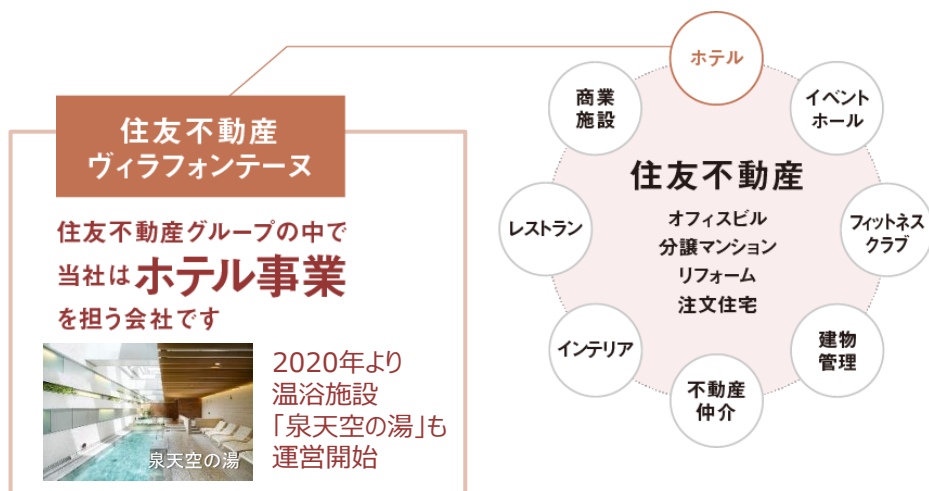 住友不動産
ヴィラフォンテーヌ
住友不動産グループの中で
当社はホテル事業
を担う会社です
泉天空の湯
2020年より
温浴施設
「泉天空の湯」も
運営開始
ホテル
イベント
ホール
フィットネス
クラブ
建物
管理
不動産
仲介
インテリア
レストラン
商業
施設
住友不動産
オフィスビル
分譲マンション
リフォーム
注文住宅